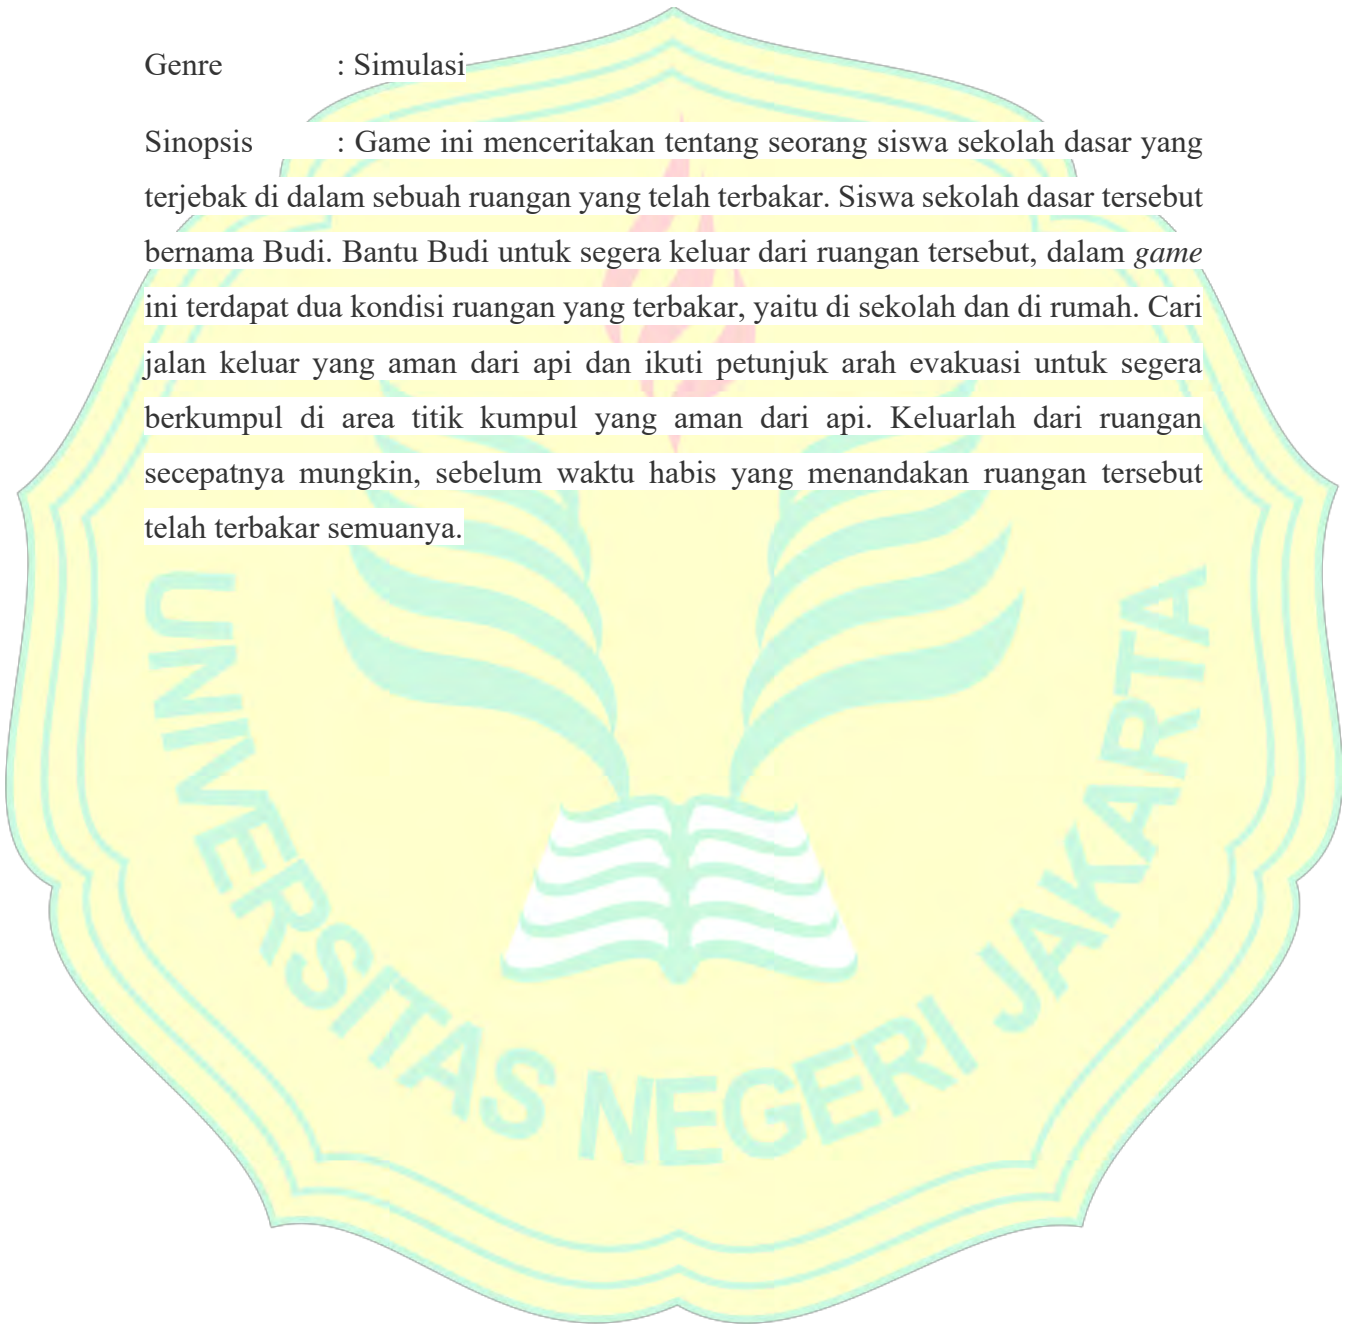 Genre : Simulasi
Sinopsis : Game ini menceritakan tentang seorang siswa sekolah dasar yang
terjebak di dalam sebuah ruangan yang telah terbakar. Siswa sekolah dasar tersebut
bernama Budi. Bantu Budi untuk segera keluar dari ruangan tersebut, dalam game
ini terdapat dua kondisi ruangan yang terbakar, yaitu di sekolah dan di rumah. Cari
jalan keluar yang aman dari api dan ikuti petunjuk arah evakuasi untuk segera
berkumpul di area titik kumpul yang aman dari api. Keluarlah dari ruangan
secepatnya mungkin, sebelum waktu habis yang menandakan ruangan tersebut
telah terbakar semuanya.
UNIVERSITAS NEGERI JAKARTA